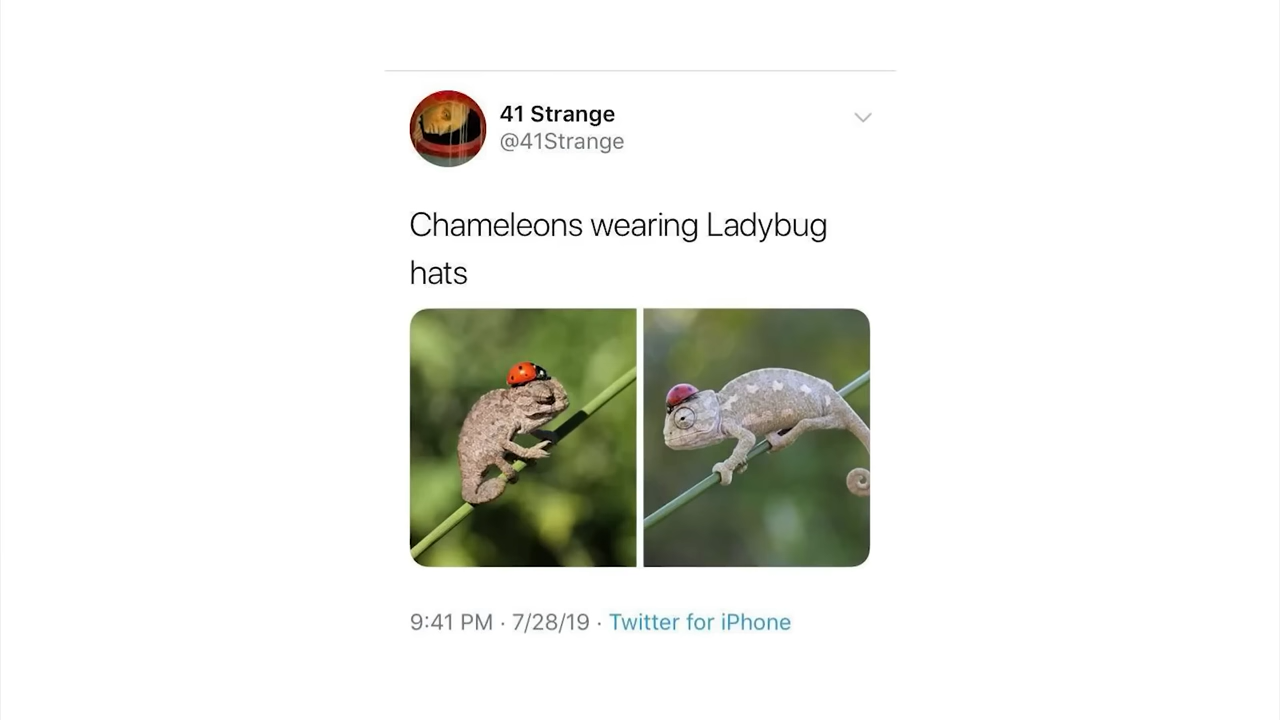 41 Strange
@41Strange
Chameleons wearing Ladybug
hats
9:41 PM · 7/28/19 · Twitter for iPhone